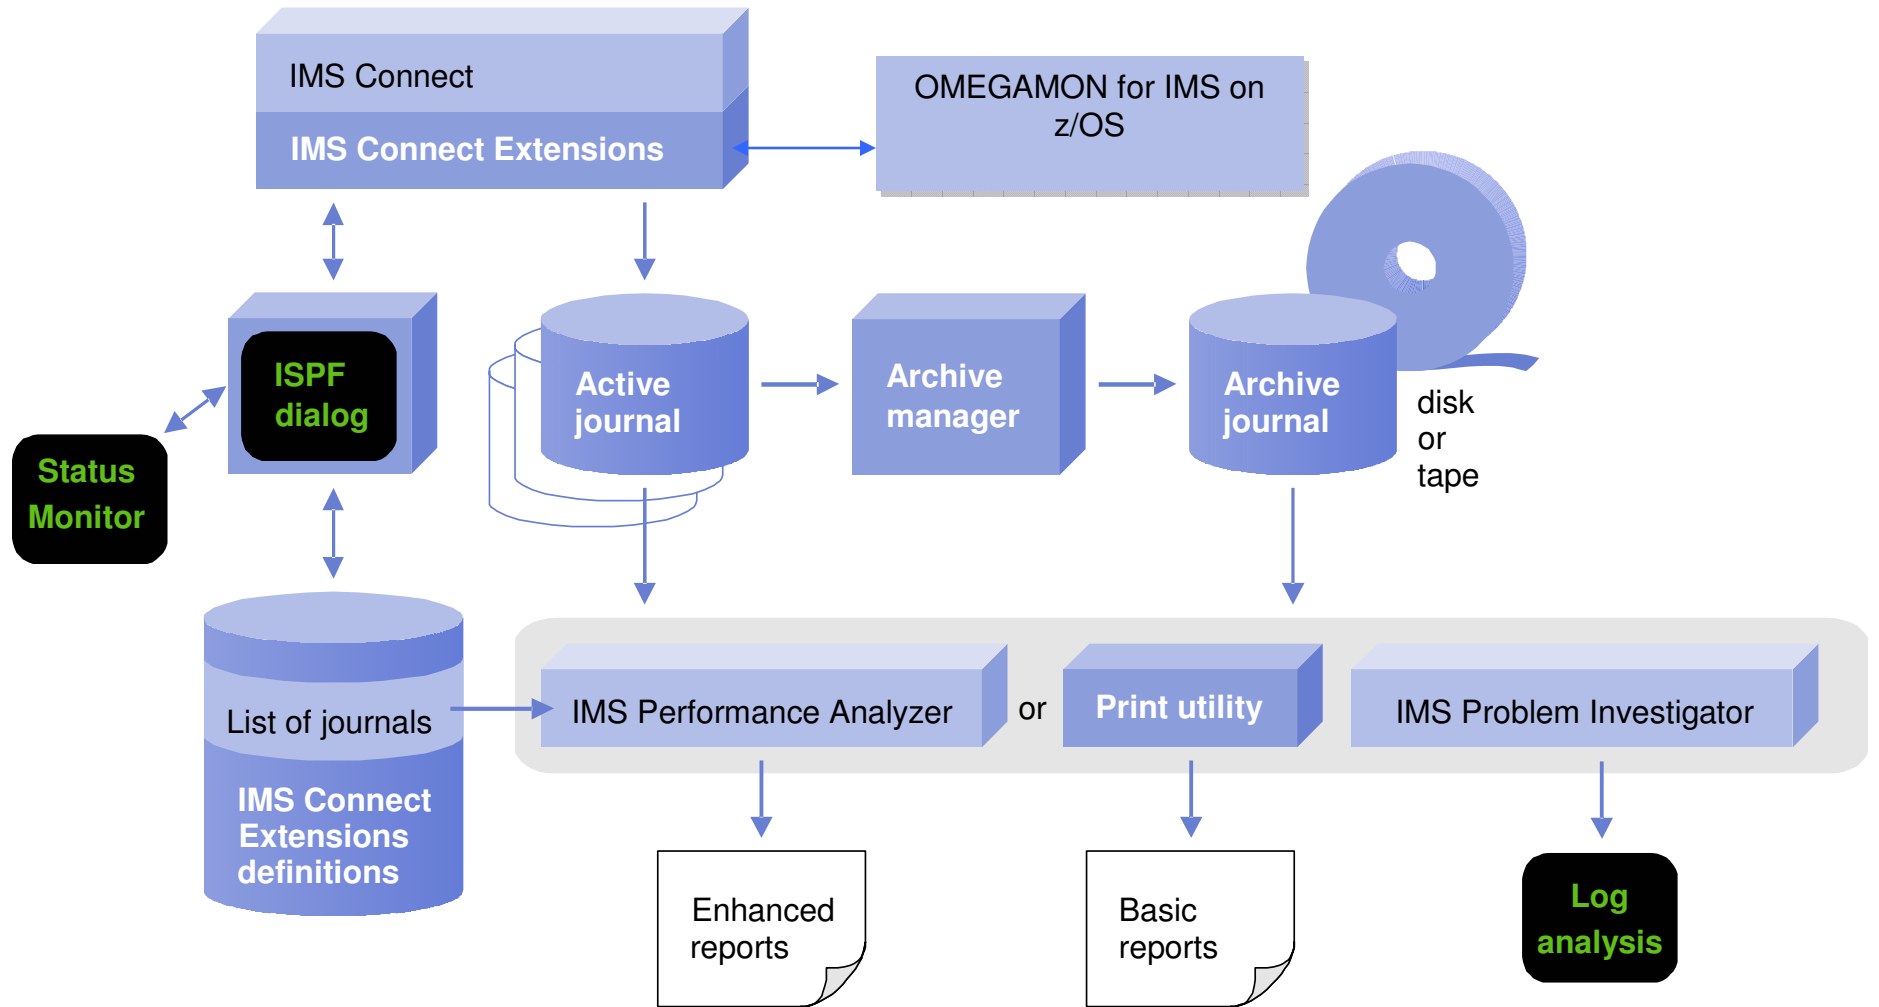 IMS Connect
IMS Connect Extensions
OMEGAMON for IMS on
z/OS
ISPF
dialog
Status
Monitor
Active
journal
Archive
manager
Archive
journal
disk
or
tape
List of journals
IMS Connect
Extensions
definitions
IMS Performance Analyzer
or
Print utility
IMS Problem Investigator
Enhanced
reports
Basic
reports
Log
analysis